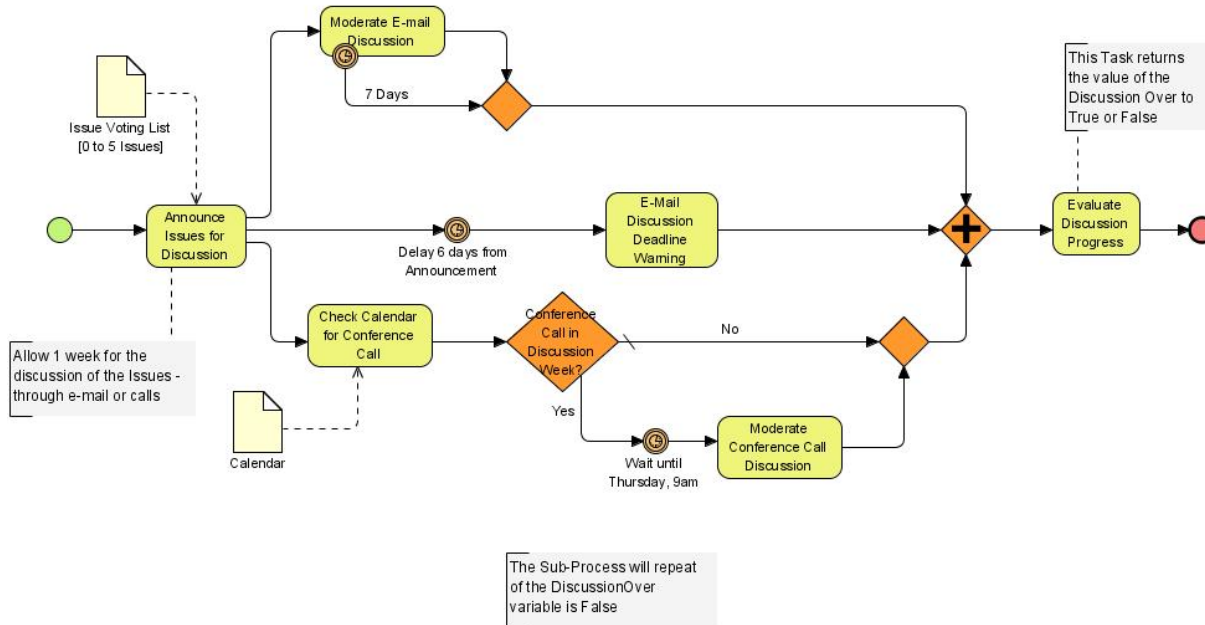 Moderate E-mail
Discussion
7 Days
This Task returns
the value of the
Discussion Over to
True or False
Issue Voting List
[0 to 5 Issues]
Announce
Issues for
Discussion
Delay 6 days from
Announcement
E-Mail
Discussion
Deadline
Warning
Evaluate
Discussion
Progress
Allow 1 week for the
discussion of the Issues -
through e-mail or calls
Check Calendar
for Conference
Call
Conference
Call in
Discussion
Week?
No
Yes
Calendar
Wait until
Thursday, 9am
Moderate
Conference Call
Discussion
The Sub-Process will repeat
of the DiscussionOver
variable is False